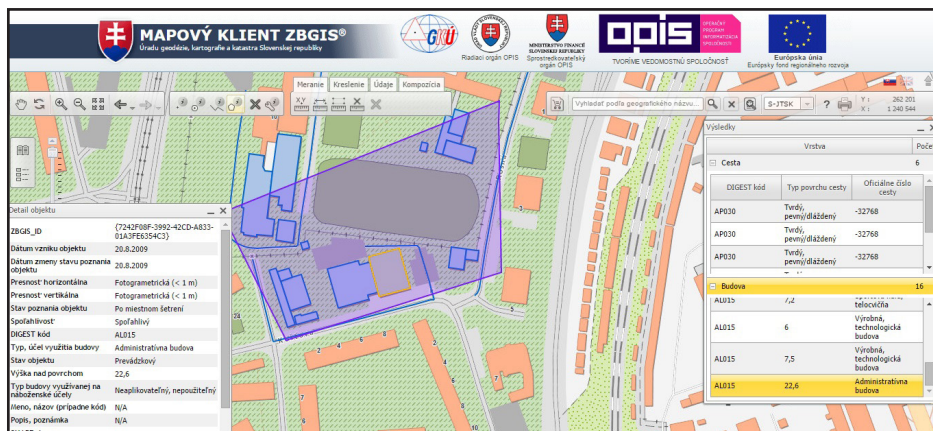 MAPOVÝ KLIENT ZBGIS®
Úradu geodézie, kartografie a katastra Slovenskej republiky
GKÚ
Riadiaci orgán OPIS
MINISTERSTVO FINANCIÍ
SLOVENSKEJ REPUBLIKY
Sprostredkovateľský
orgán OPIS
opis
OPERAČNÝ
PROGRAM
INFORMATIZÁCIA
SPOLOČNOSTI
TVORÍME VEDOMOSTNÚ SPOLOČNOSŤ
Európska únia
Európsky fond regionálneho rozvoja
Meranie Kreslenie Údaje Kompozícia
X,Y
Vyhľadať podľa geografického názvu...
S-JTSK
?
Y : 262 201
X : 1 240 544
Výsledky
Vrstva Počet
Cesta 6
DIGEST kód Typ povrchu cesty Oficiálne číslo
cesty
AP030 Tvrdý,
pevný/dláždený -32768
AP030 Tvrdý,
pevný/dláždený -32768
AP030 Tvrdý,
pevný/dláždený -32768
Budova 16
AL015 7,2 telocvičňa
AL015 6 Výrobná,
technologická
budova
AL015 7,5 Výrobná,
technologická
budova
AL015 22,6 Administratívna
budova
Detail objektu
ZBGIS_ID {7242F08F-3992-42CD-A833-
01A3FE6354C3}
Dátum vzniku objektu 20.8.2009
Dátum zmeny stavu poznania
objektu 20.8.2009
Presnosť horizontálna Fotogrametrická (< 1 m)
Presnosť vertikálna Fotogrametrická (< 1 m)
Stav poznania objektu Po miestnom šetrení
Spoľahlivosť Spoľahlivý
DIGEST kód AL015
Typ, účel využitia budovy Administratívna budova
Stav objektu Prevádzkový
Výška nad povrchom 22,6
Typ budovy využívanej na
náboženské účely Neaplikovateľný, nepoužiteľný
Meno, názov (prípadne kód) N/A
Popis, poznámka N/A